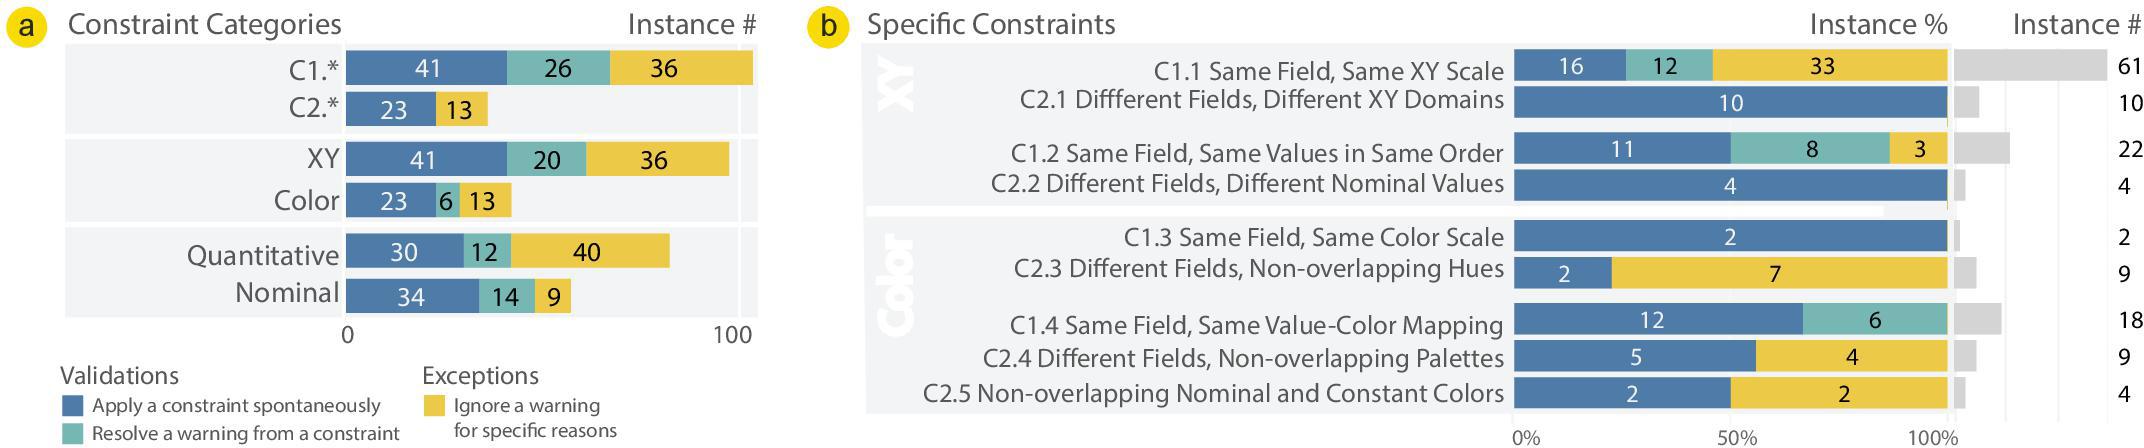 a Constraint Categories Instance #
C1.* 41 26 36
C2.* 23 13
XY 41 20 36
Color 23 6 13
Quantitative 30 12 40
Nominal 34 14 9
0 100
Validations
Apply a constraint spontaneously
Resolve a warning from a constraint
Exceptions
Ignore a warning
for specific reasons
b Specific Constraints Instance % Instance #
XY
C1.1 Same Field, Same XY Scale 16 12 33 61
C2.1 Diffferent Fields, Different XY Domains 10 10
C1.2 Same Field, Same Values in Same Order 11 8 3 22
C2.2 Different Fields, Different Nominal Values 4 4
Color
C1.3 Same Field, Same Color Scale 2 2
C2.3 Different Fields, Non-overlapping Hues 2 7 9
C1.4 Same Field, Same Value-Color Mapping 12 6 18
C2.4 Different Fields, Non-overlapping Palettes 5 4 9
C2.5 Non-overlapping Nominal and Constant Colors 2 2 4
0% 50% 100%